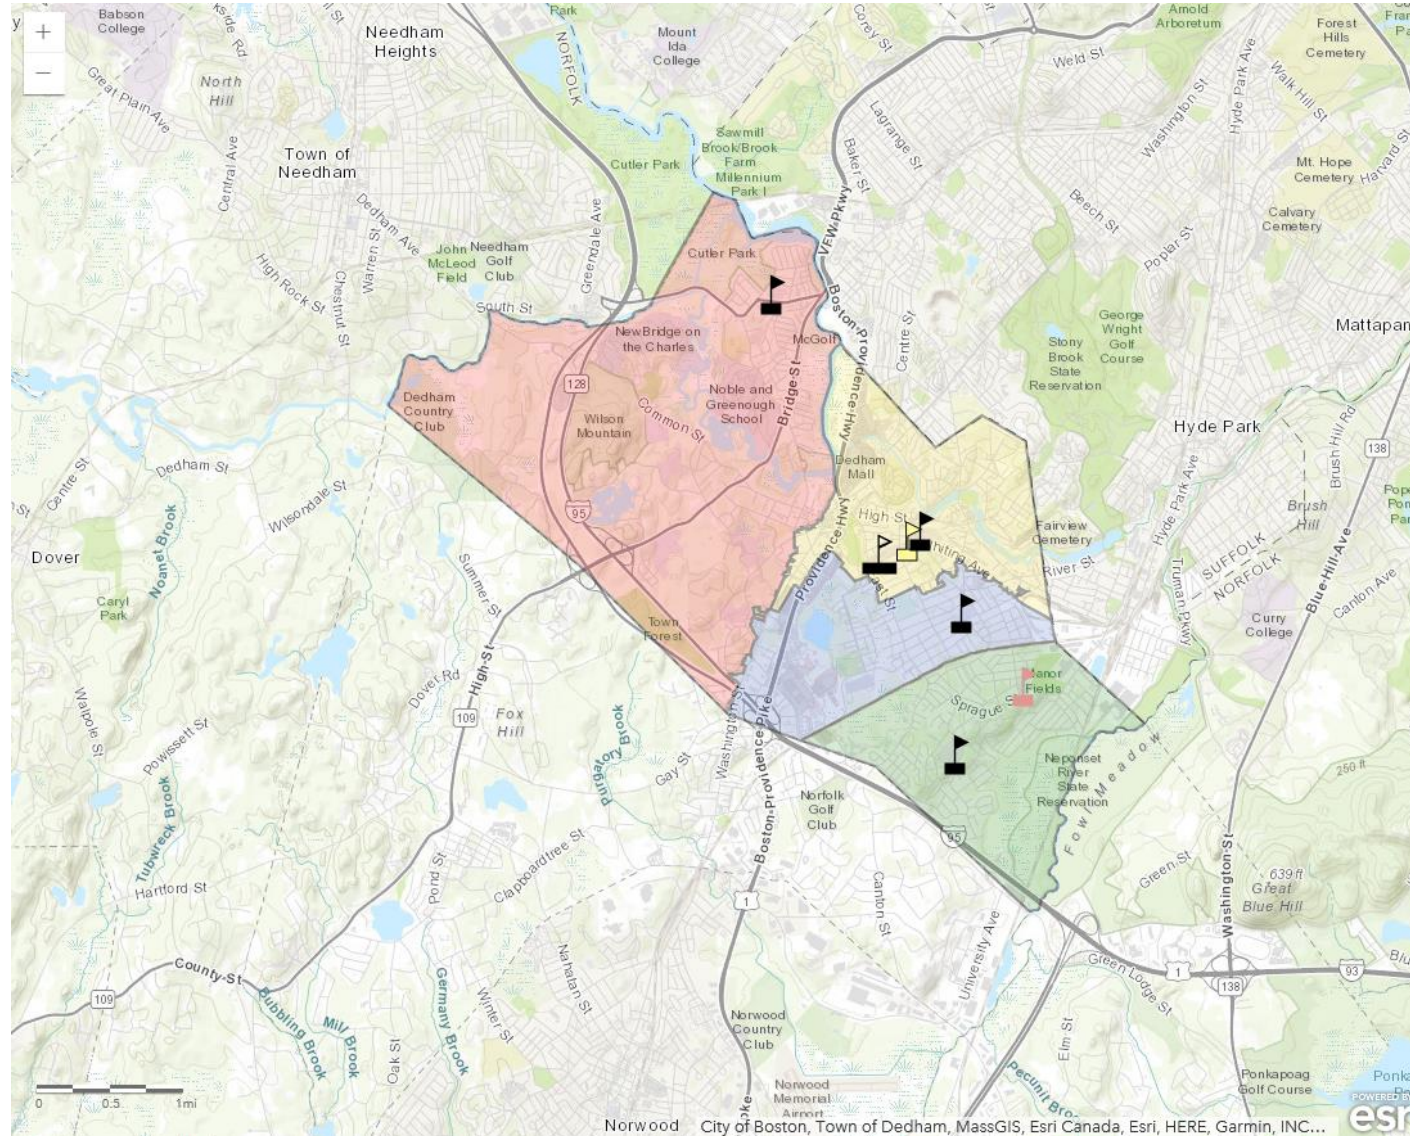 Babson
College
Great Plain Ave
North
Hill
Needham
Heights
Park
NORFOLK
Mount
Ida
College
Corey St
Arnold
Arboretum
Weld St
Forest
Hills
Cemetery
Walk Hill St
Hyde Park Ave
Washington St
Lagrange St
Baker St
VFW Pkwy
Sawmill
Brook/Brook
Farm
Millennium
Park I
Cutler Park
Town of
Needham
Central Ave
Dedham Ave
Warren St
Chestnut St
High Rock St
John
McLeod
Field
Needham
Golf
Club
Greendale Ave
South St
Mt. Hope
Cemetery
Harvard St
Calvary
Cemetery
Beech St
Poplar St
Cutler Park
NewBridge on
the Charles
McGolf
Boston-Providence Hwy
Centre St
George
Wright
Golf
Course
Stony
Brook
State
Reservation
Mattapan
128
Dedham
Country
Club
Wilson
Mountain
Common St
Noble and
Greenough
School
Bridge St
Hyde Park
Brush Hill Rd
138
Dedham
Mall
Dedham St
Centre St
Wilsondale St
Noanet Brook
95
High St
Whiting Ave
Providence Hwy
Fairview
Cemetery
River St
Hyde Park Ave
Brush
Hill
SUFFOLK
NORFOLK
Blue Hill Ave
Canton Ave
Truman Pkwy
Curry
College
Dover
Caryl
Park
Summer St
Town
Forest
Manor
Fields
Sprague St
Dover Rd
High St
109
Fox
Hill
Walpole St
Powissett St
Purgatory Brook
Gay St
Washington St
Boston-Providence Pike
Neponset
River
State
Reservation
Fowl Meadow
250 ft
Norfolk
Golf
Club
95
Tubwreck Brook
Hartford St
Pond St
Clapboardtree St
Green St
639 ft
Great
Blue Hill
Washington St
1
Canton St
University Ave
County St
109
Bubbling Brook
Mill Brook
Germany Brook
Winter St
Nahatan St
Oak St
Green Lodge St
1
138
93
Elm St
Norwood
Country
Club
Pecunit
Ponkapoag
Golf Course
Norwood
Memorial
Airport
Norwood
0 0.5 1mi
City of Boston, Town of Dedham, MassGIS, Esri Canada, Esri, HERE, Garmin, INC...
POWERED BY
esri